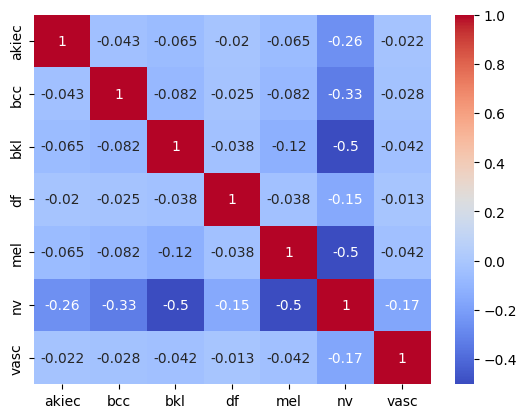 akiec 1 -0.043 -0.065 -0.02 -0.065 -0.26 -0.022
bcc -0.043 1 -0.082 -0.025 -0.082 -0.33 -0.028
bkl -0.065 -0.082 1 -0.038 -0.12 -0.5 -0.042
df -0.02 -0.025 -0.038 1 -0.038 -0.15 -0.013
mel -0.065 -0.082 -0.12 -0.038 1 -0.5 -0.042
nv -0.26 -0.33 -0.5 -0.15 -0.5 1 -0.17
vasc -0.022 -0.028 -0.042 -0.013 -0.042 -0.17 1
akiec bcc bkl df mel nv vasc
1.0
0.8
0.6
0.4
0.2
0.0
−0.2
−0.4